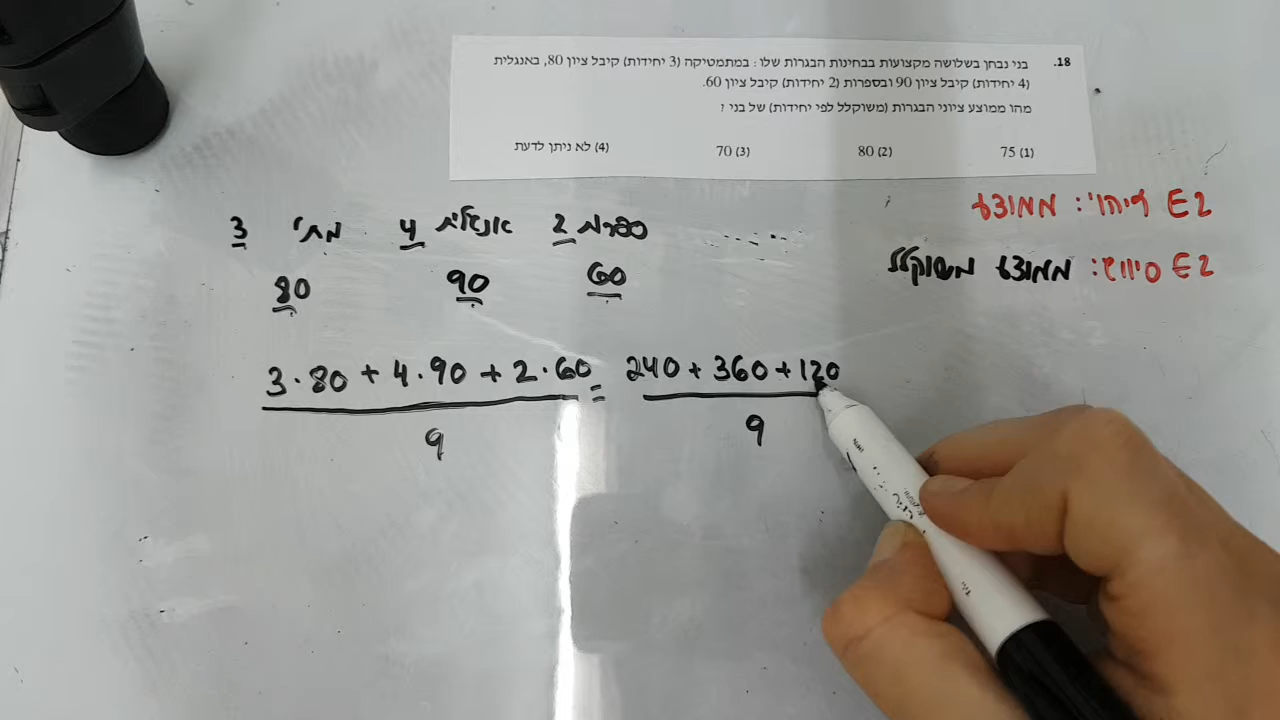 18. בני נבחן בשלושה מקצועות בבחינות הבגרות שלו : במתמטיקה (3 יחידות) קיבל ציון 80, באנגלית
(4 יחידות) קיבל ציון 90 ובספרות (2 יחידות) קיבל ציון 60.
מהו ממוצע ציוני הבגרות (משוקלל לפי יחידות) של בני ?
(1) 75 (2) 80 (3) 70 (4) לא ניתן לדעת
שלב זיהוי: ממוצע
3 מתי' 4 אנגלית 2 ספרות
שלב סיווג: ממוצע משוקלל
80 90 60
3·80 + 4·90 + 2·60 = 240 + 360 + 120
9 9